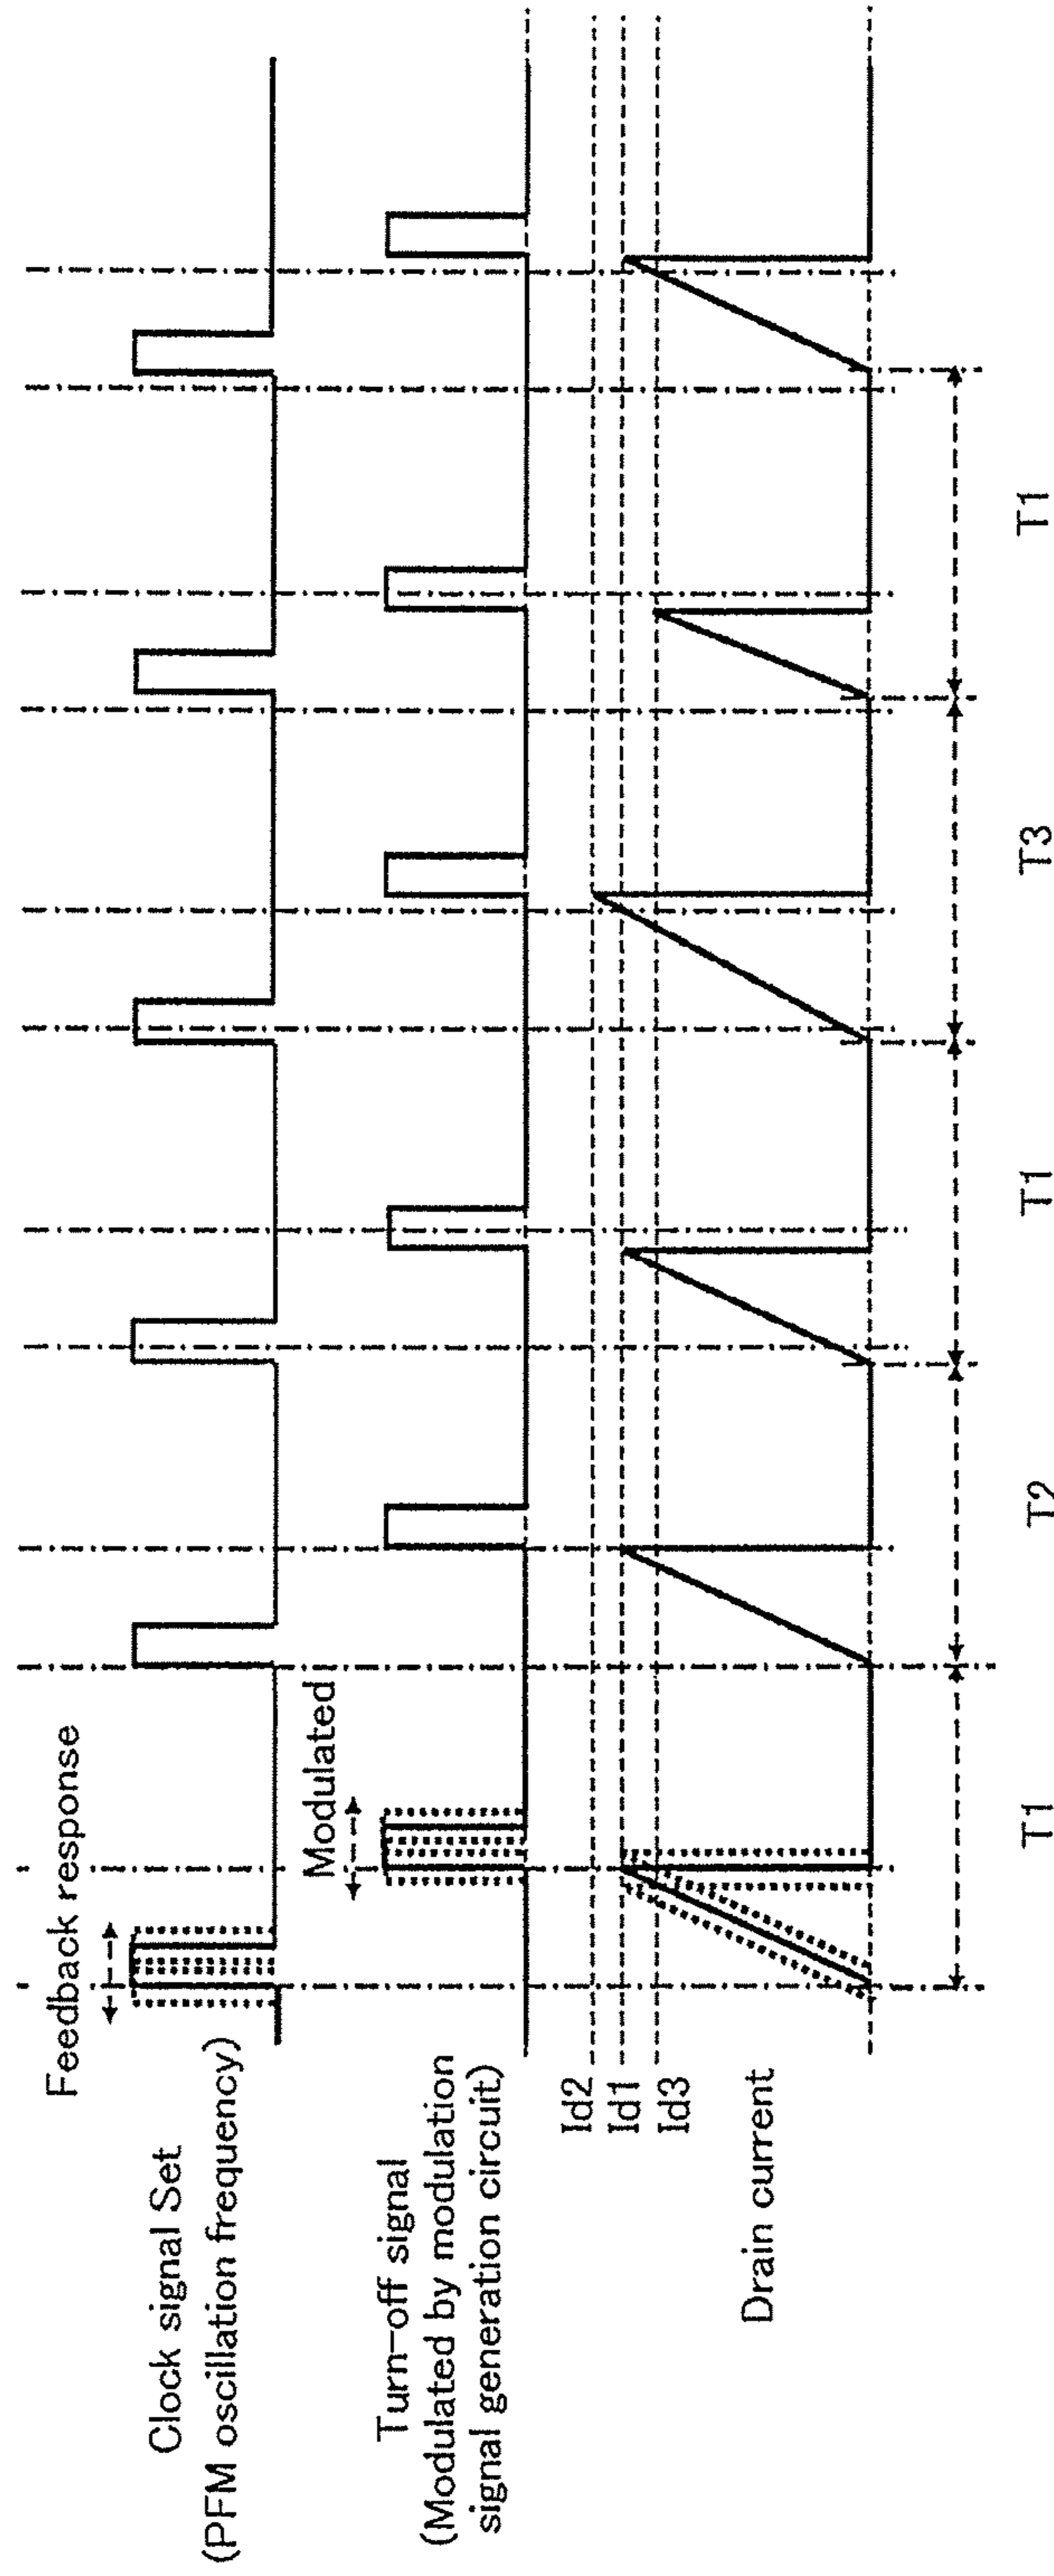 Feedback response
Clock signal Set
(PFM oscillation frequency)
Modulated
Turn-off signal
(Modulated by modulation
signal generation circuit)
Id2
Id1
Id3
Drain current
T1
T2
T1
T3
T1